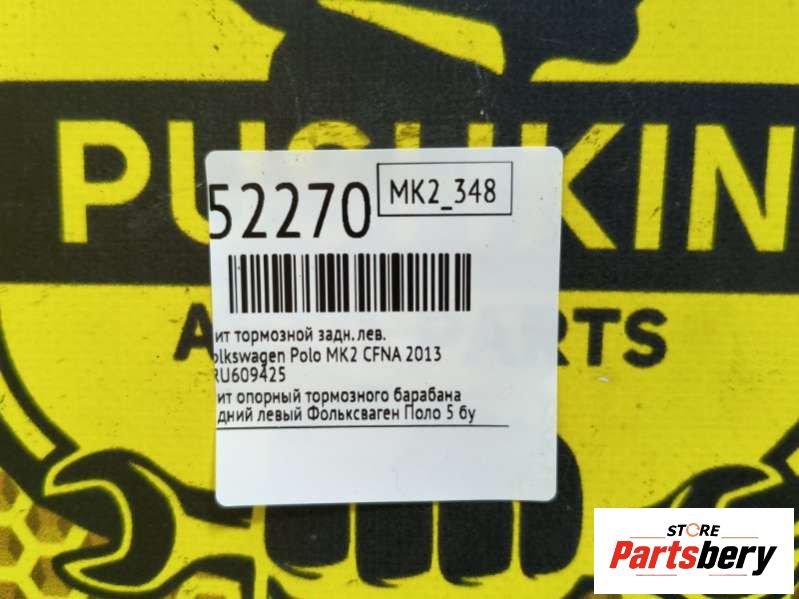 PUSHKIN
52270
MK2_348
ит тормозной задн.лев.
olkswagen Polo MK2 CFNA 2013
RU609425
ит опорный тормозного барабана
дний левый Фольксваген Поло 5 бу
STORE
Partsbery